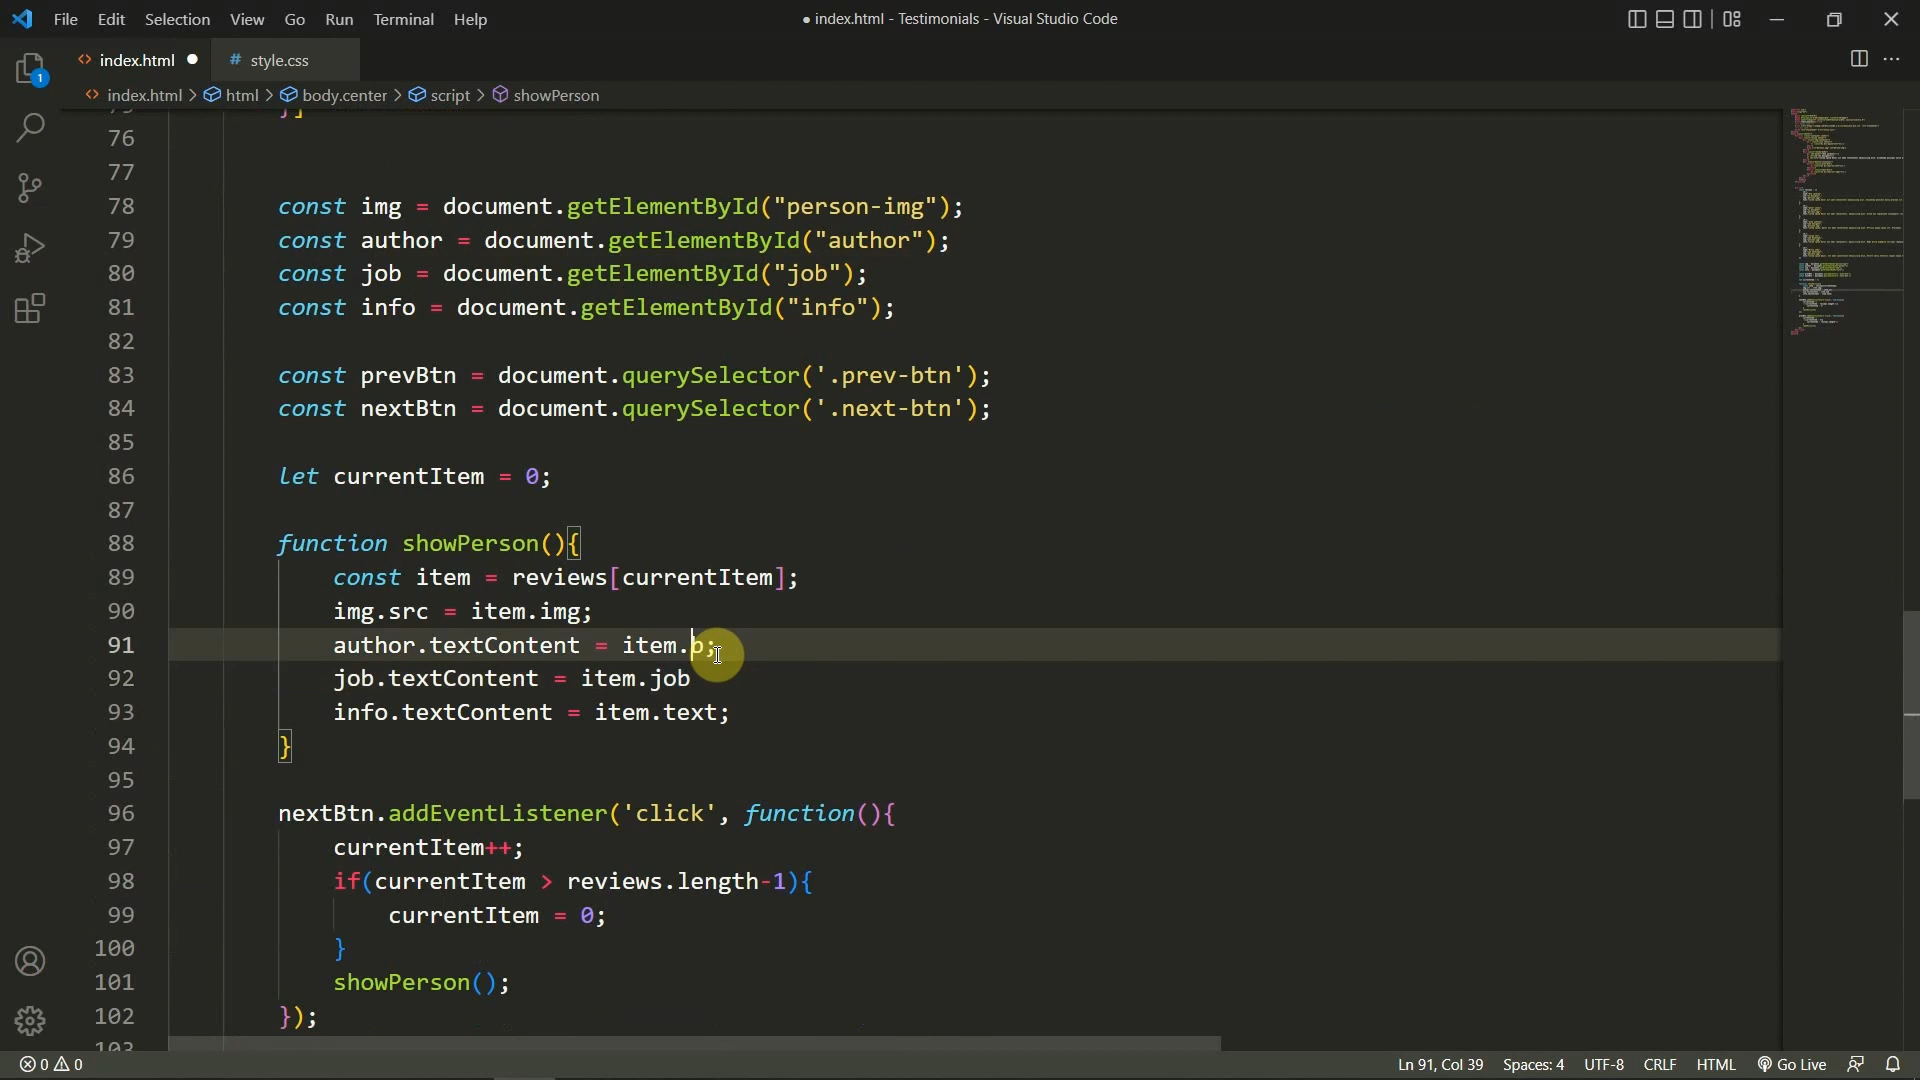 File Edit Selection View Go Run Terminal Help
● index.html - Testimonials - Visual Studio Code
index.html ● # style.css
index.html > html > body.center > script > showPerson
}]
76
77
78 const img = document.getElementById("person-img");
79 const author = document.getElementById("author");
80 const job = document.getElementById("job");
81 const info = document.getElementById("info");
82
83 const prevBtn = document.querySelector('.prev-btn');
84 const nextBtn = document.querySelector('.next-btn');
85
86 let currentItem = 0;
87
88 function showPerson(){
89 const item = reviews[currentItem];
90 img.src = item.img;
91 author.textContent = item.b;
92 job.textContent = item.job
93 info.textContent = item.text;
94 }
95
96 nextBtn.addEventListener('click', function(){
97 currentItem++;
98 if(currentItem > reviews.length-1){
99 currentItem = 0;
100 }
101 showPerson();
102 });
103
1
0 0 Ln 91, Col 39 Spaces: 4 UTF-8 CRLF HTML Go Live